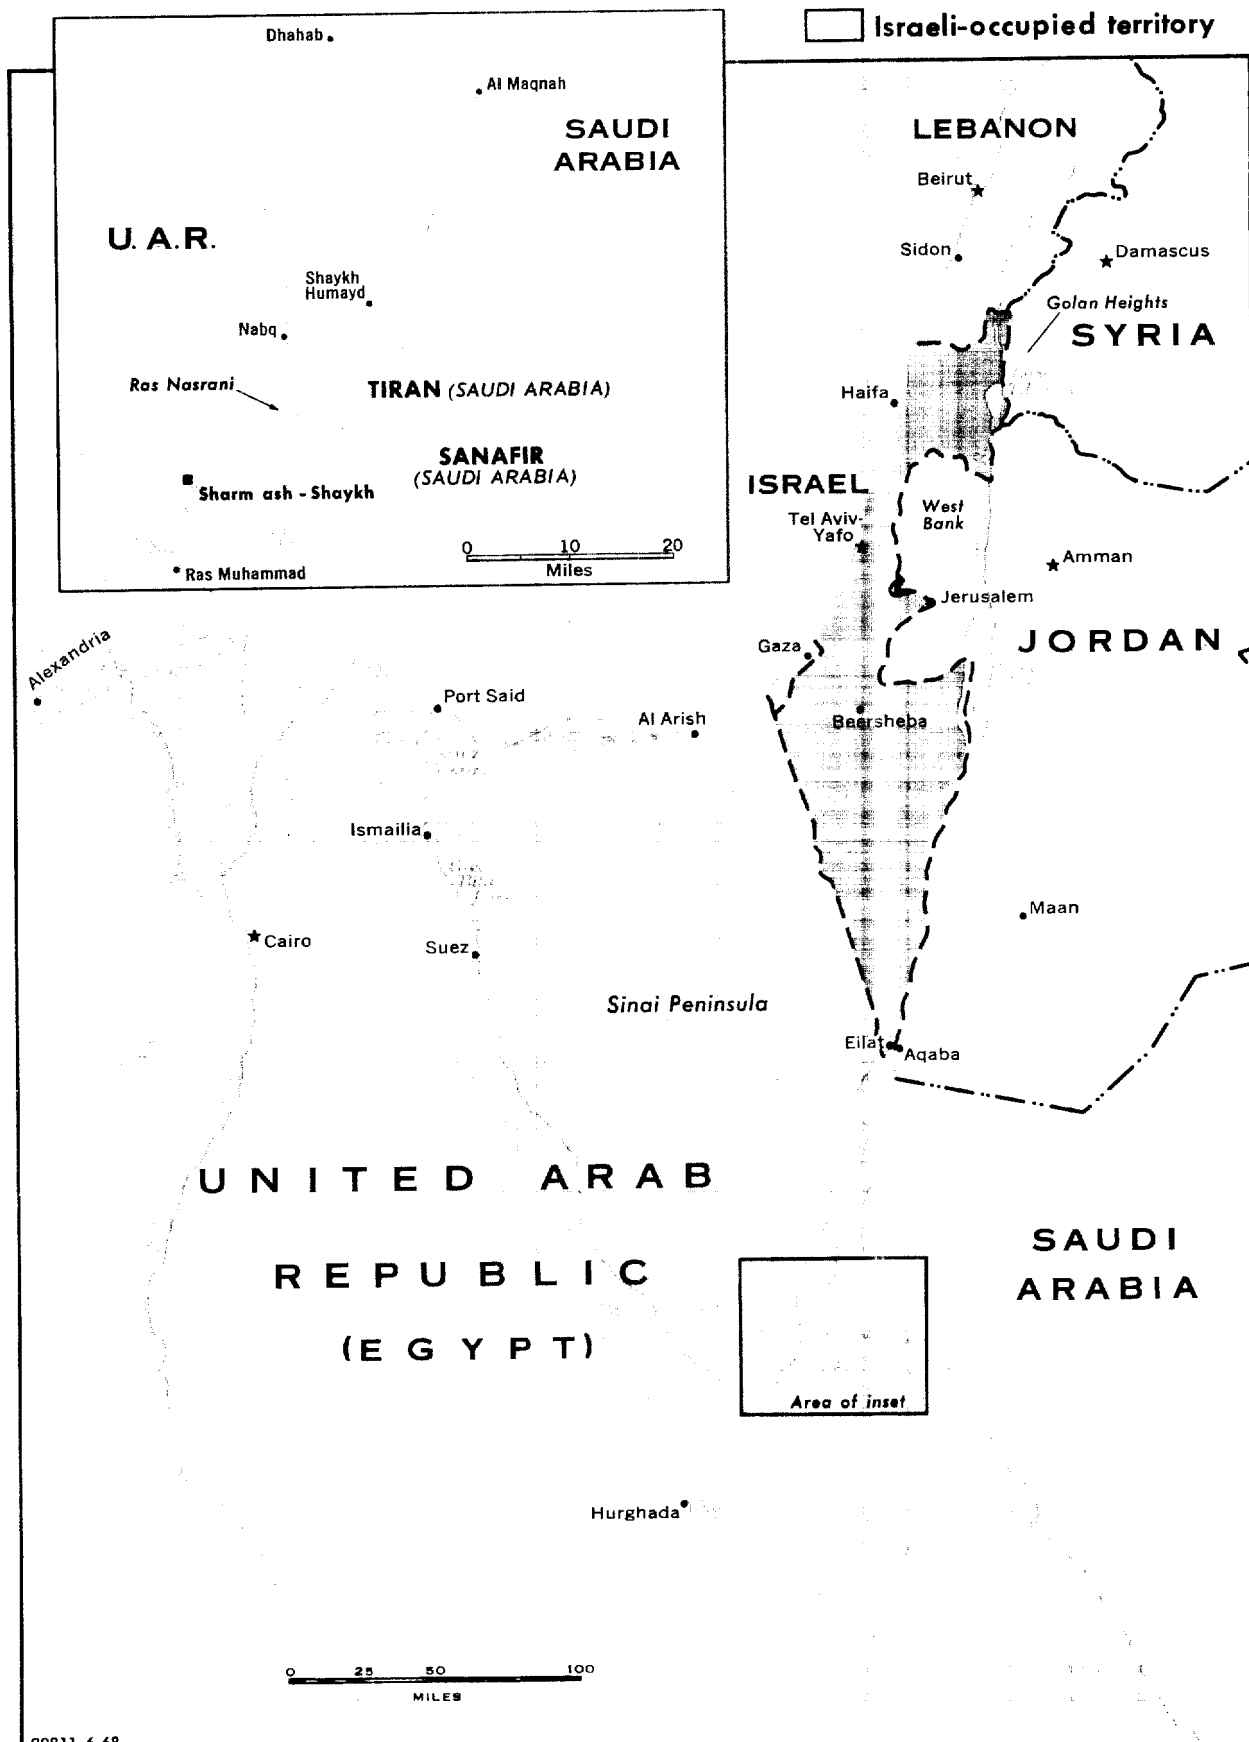 Israeli-occupied territory
Dhahab
Al Maqnah
SAUDI
ARABIA
U.A.R.
Shaykh
Humayd
Nabq
Ras Nasrani
TIRAN (SAUDI ARABIA)
SANAFIR
(SAUDI ARABIA)
Sharm ash-Shaykh
0 10 20
Miles
Ras Muhammad
LEBANON
Beirut
Sidon
Damascus
Golan Heights
SYRIA
Haifa
ISRAEL
West
Bank
Tel Aviv-
Yafo
Amman
Jerusalem
JORDAN
Gaza
Alexandria
Port Said
Al Arish
Beersheba
Ismailia
Maan
Cairo
Suez
Sinai Peninsula
Eilat
Aqaba
UNITED ARAB
REPUBLIC
(EGYPT)
SAUDI
ARABIA
Area of inset
Hurghada
0 25 50 100
MILES